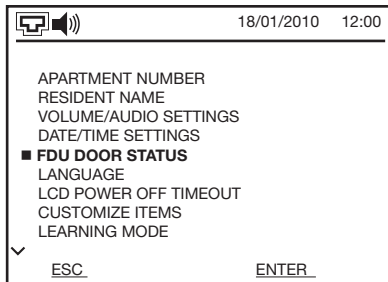 18/01/2010 12:00
APARTMENT NUMBER
RESIDENT NAME
VOLUME/AUDIO SETTINGS
DATE/TIME SETTINGS
FDU DOOR STATUS
LANGUAGE
LCD POWER OFF TIMEOUT
CUSTOMIZE ITEMS
LEARNING MODE
ESC ENTER